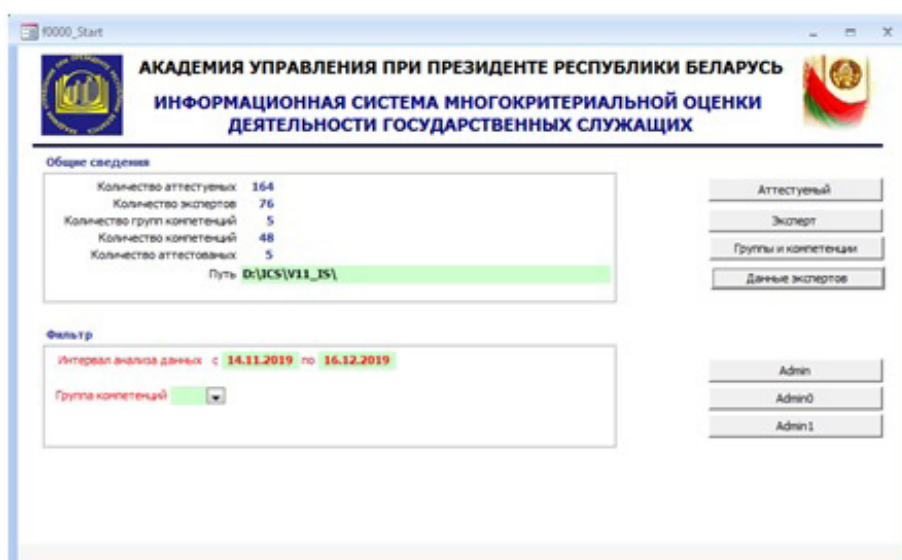 f0000_Start
АКАДЕМИЯ УПРАВЛЕНИЯ ПРИ ПРЕЗИДЕНТЕ РЕСПУБЛИКИ БЕЛАРУСЬ
ИНФОРМАЦИОННАЯ СИСТЕМА МНОГОКРИТЕРИАЛЬНОЙ ОЦЕНКИ
ДЕЯТЕЛЬНОСТИ ГОСУДАРСТВЕННЫХ СЛУЖАЩИХ
Общие сведения
Количество аттестуемых 164
Количество экспертов 76
Количество групп компетенций 5
Количество компетенций 48
Количество аттестованых 5
Путь D:\ICS\V11_IS\
Аттестуемый
Эксперт
Группы и компетенции
Данные экспертов
Фильтр
Интервал анализа данных с 14.11.2019 по 16.12.2019
Группа компетенций
Admin
Admin0
Admin1